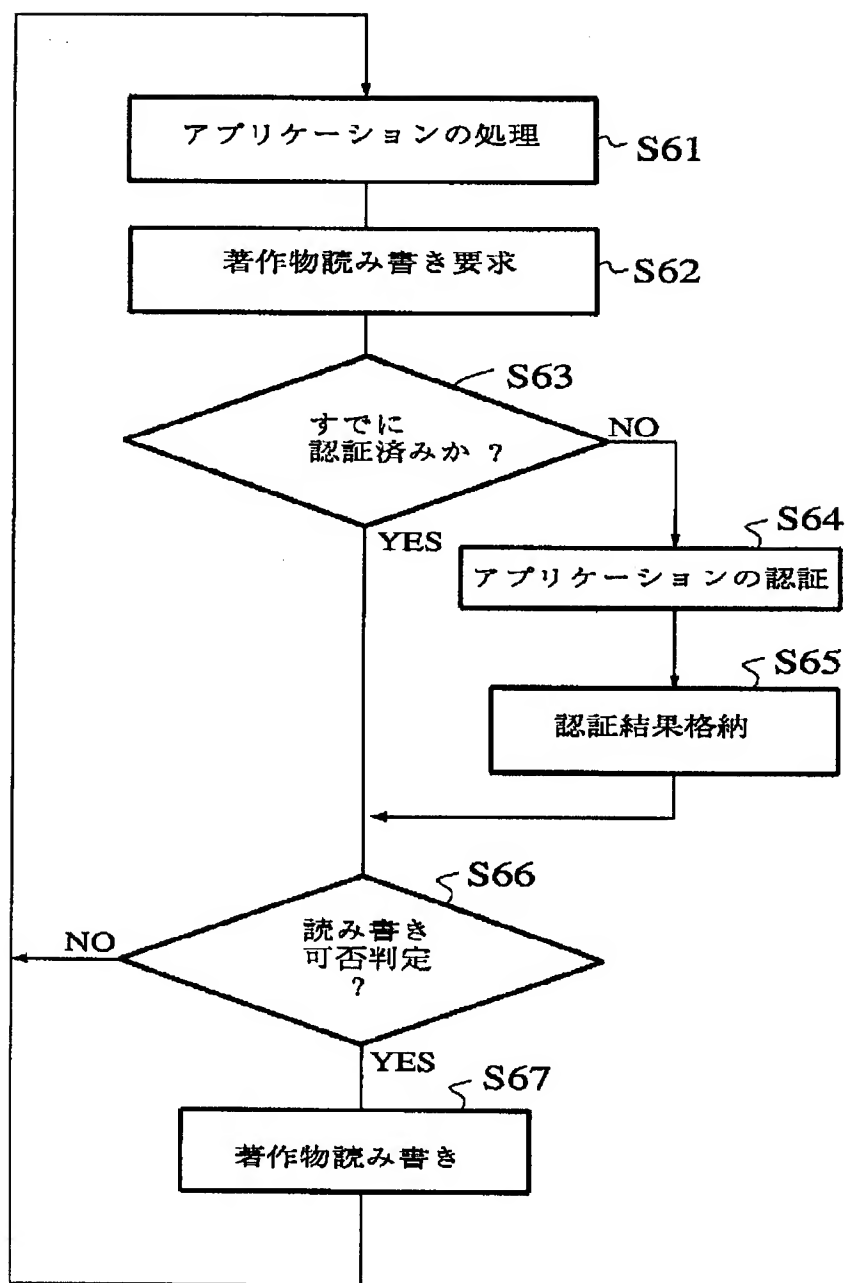 アプリケーションの処理
S61
著作物読み書き要求
S62
S63
すでに
認証済みか ?
NO
YES
S64
アプリケーションの認証
S65
認証結果格納
S66
読み書き
可否判定
?
NO
YES
S67
著作物読み書き